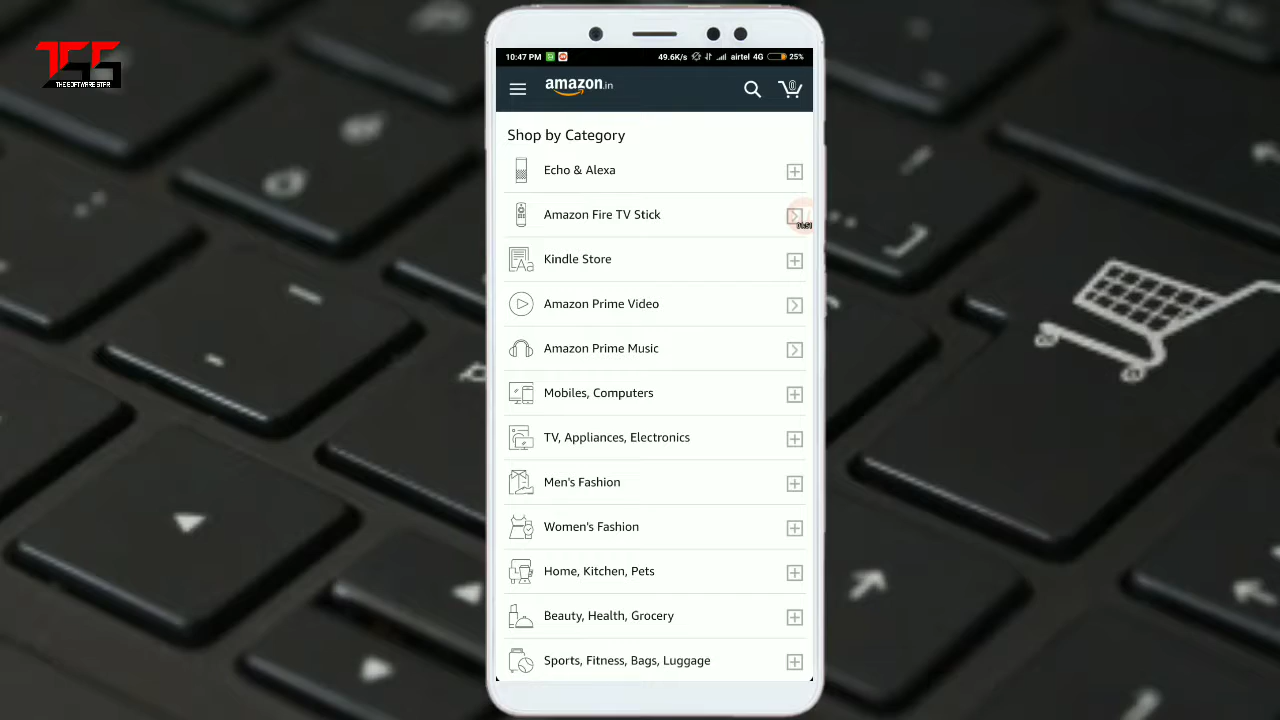 TSS
THE SOFTWARE STAR
10:47 PM
49.6K/s
airtel 4G
25%
amazon.in
0
Shop by Category
Echo & Alexa
Amazon Fire TV Stick
Kindle Store
Amazon Prime Video
Amazon Prime Music
Mobiles, Computers
TV, Appliances, Electronics
Men's Fashion
Women's Fashion
Home, Kitchen, Pets
Beauty, Health, Grocery
Sports, Fitness, Bags, Luggage